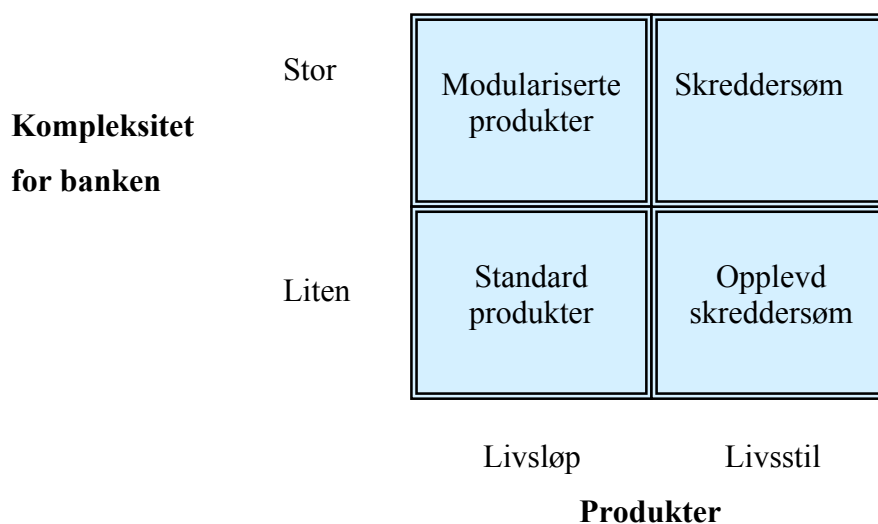 Stor
Modulariserte
produkter
Skreddersøm
Kompleksitet
for banken
Liten
Standard
produkter
Opplevd
skreddersøm
Livsløp
Livsstil
Produkter